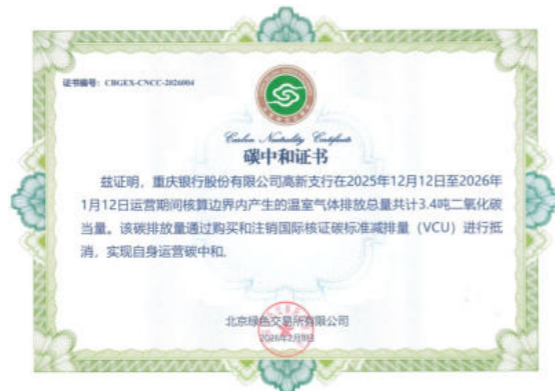 证书编号：CBGEX-CNCC-2026004
Carbon Neutrality Certificate
碳中和证书
兹证明，重庆银行股份有限公司高新支行在2025年12月12日至2026年
1月12日运营期间核算边界内产生的温室气体排放总量共计3.4吨二氧化碳
当量。该碳排放量通过购买和注销国际核证碳标准减排量（VCU）进行抵
消，实现自身运营碳中和.
北京绿色交易所有限公司